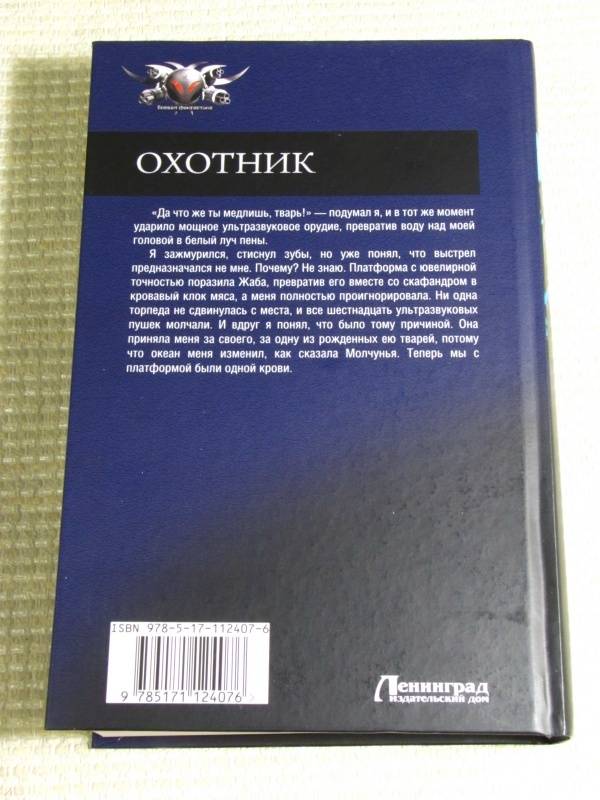 боевая фантастика
ОХОТНИК
«Да что же ты медлишь, тварь!» — подумал я, и в тот же момент
ударило мощное ультразвуковое орудие, превратив воду над моей
головой в белый луч пены.
Я зажмурился, стиснул зубы, но уже понял, что выстрел
предназначался не мне. Почему? Не знаю. Платформа с ювелирной
точностью поразила Жаба, превратив его вместе со скафандром в
кровавый клок мяса, а меня полностью проигнорировала. Ни одна
торпеда не сдвинулась с места, и все шестнадцать ультразвуковых
пушек молчали. И вдруг я понял, что было тому причиной. Она
приняла меня за своего, за одну из рожденных ею тварей, потому
что океан меня изменил, как сказала Молчунья. Теперь мы с
платформой были одной крови.
ISBN 978-5-17-112407-6
9 785171 124076 >
Ленинград
издательский дом